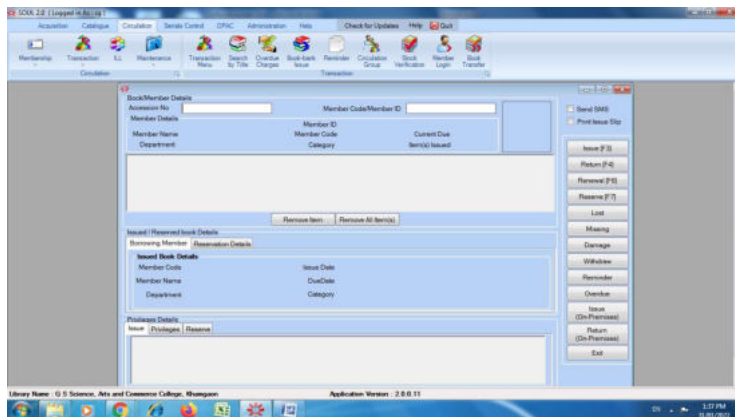 SOUL 2.0 ( Logged in As : sg )
Acquisition Catalogue Circulation Serials Control OPAC Administration Help Check for Updates Help Quit
Membership Transaction ILL Maintenance Transaction Menu Search by Title Overdue Charges Book-bank Issue Reminder Circulation Group Book Verification Member Login Book Transfer
Circulation Transaction
Book/Member Details
Accession No Member Code/Member ID
Member Details
Member ID
Member Name Member Code Current Due
Department Category Item(s) Issued
Remove Item Remove All Item(s)
Issued / Reserved book Details
Borrowing Member Reservation Details
Issued Book Details
Member Code Issue Date
Member Name DueDate
Department Category
Privileges Details
Issue Privileges Reserve
Send SMS
Print Issue Slip
Issue [F3]
Return [F4]
Renewal [F6]
Reserve [F7]
Lost
Missing
Damage
Withdraw
Reminder
Overdue
Issue
(On-Premises)
Return
(On-Premises)
Exit
Library Name : G S Science, Arts and Commerce College, Khamgaon Application Version : 2.0.0.11
EN 1:37 PM